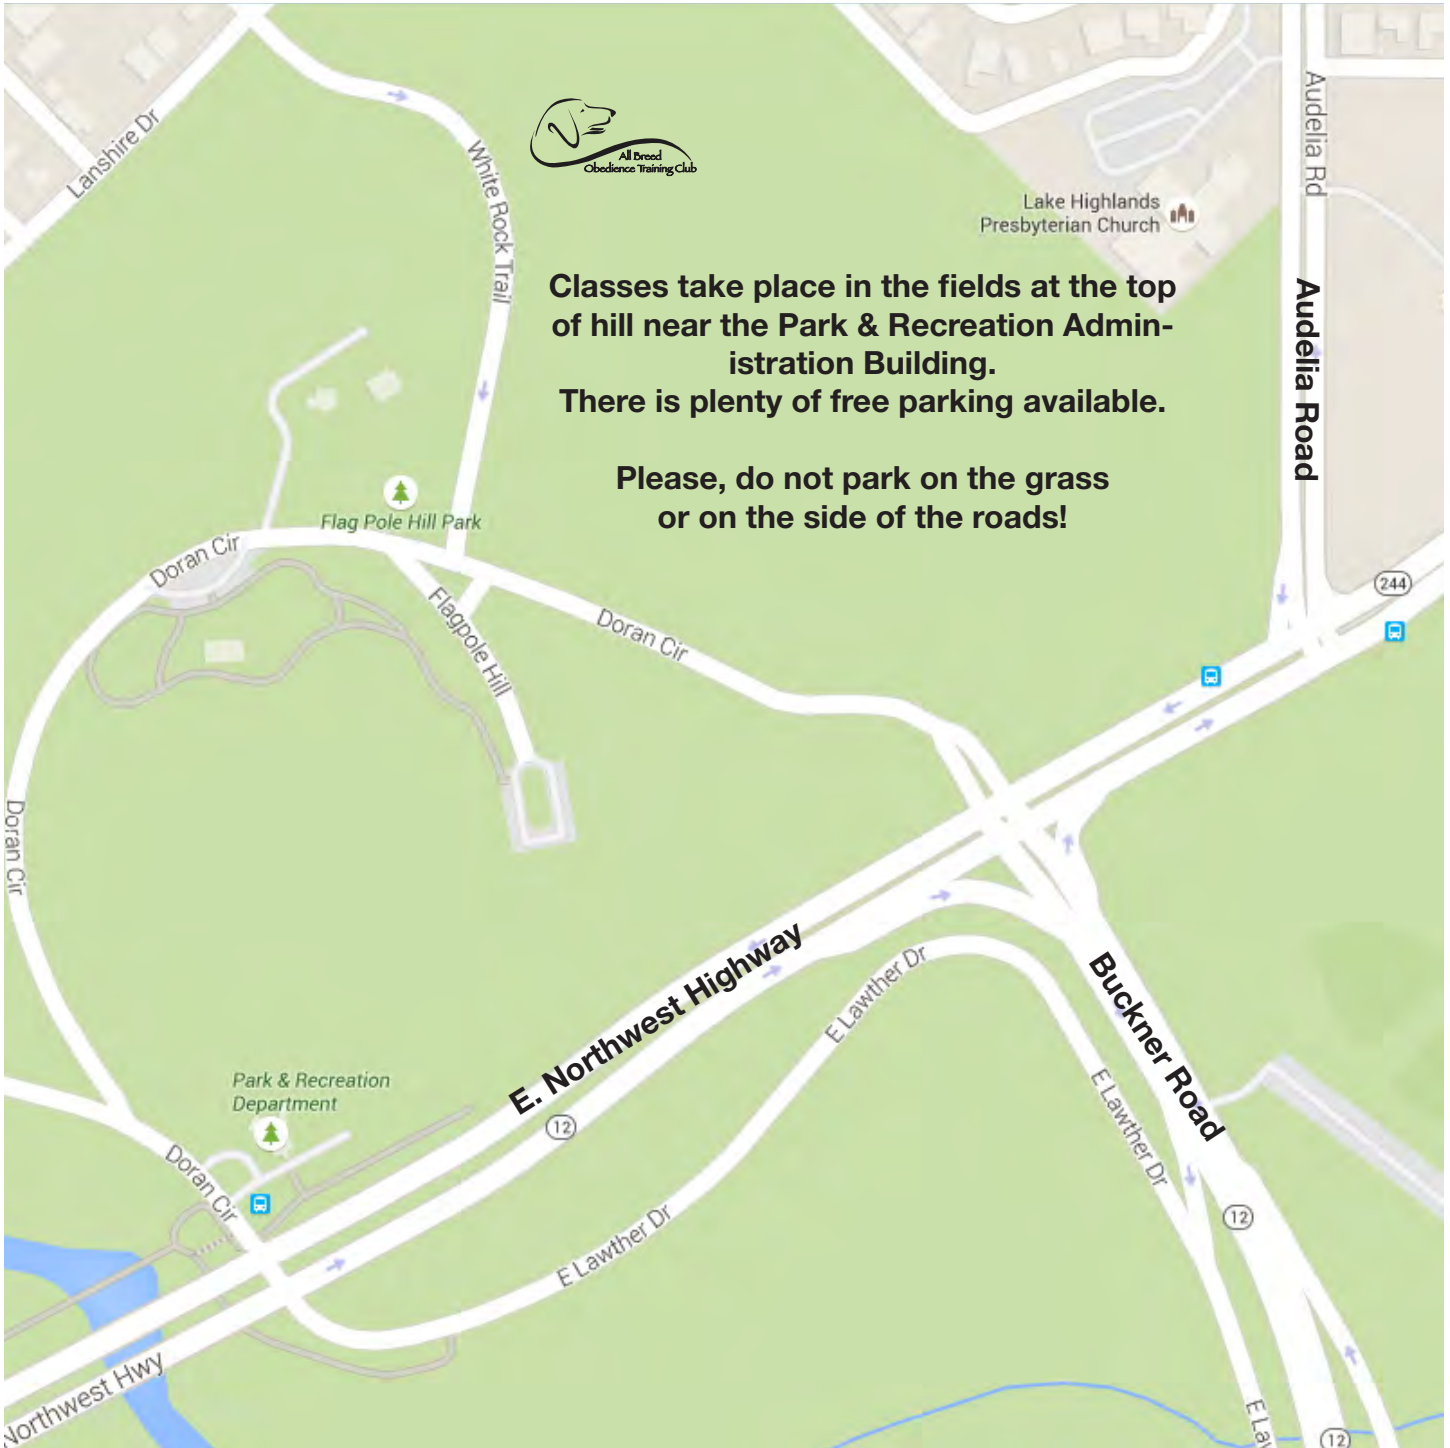 Lanshire Dr
White Rock Trail
All Breed
Obedience Training Club
Audelia Rd
Lake Highlands
Presbyterian Church
Classes take place in the fields at the top
of hill near the Park & Recreation Admin-
istration Building.
There is plenty of free parking available.
Please, do not park on the grass
or on the side of the roads!
Audelia Road
Flag Pole Hill Park
Doran Cir
244
Flagpole Hill
Doran Cir
Doran Cir
E. Northwest Highway
E Lawther Dr
Buckner Road
Park & Recreation
Department
12
E Lawther Dr
Doran Cir
E Lawther Dr
12
Northwest Hwy
E La
12